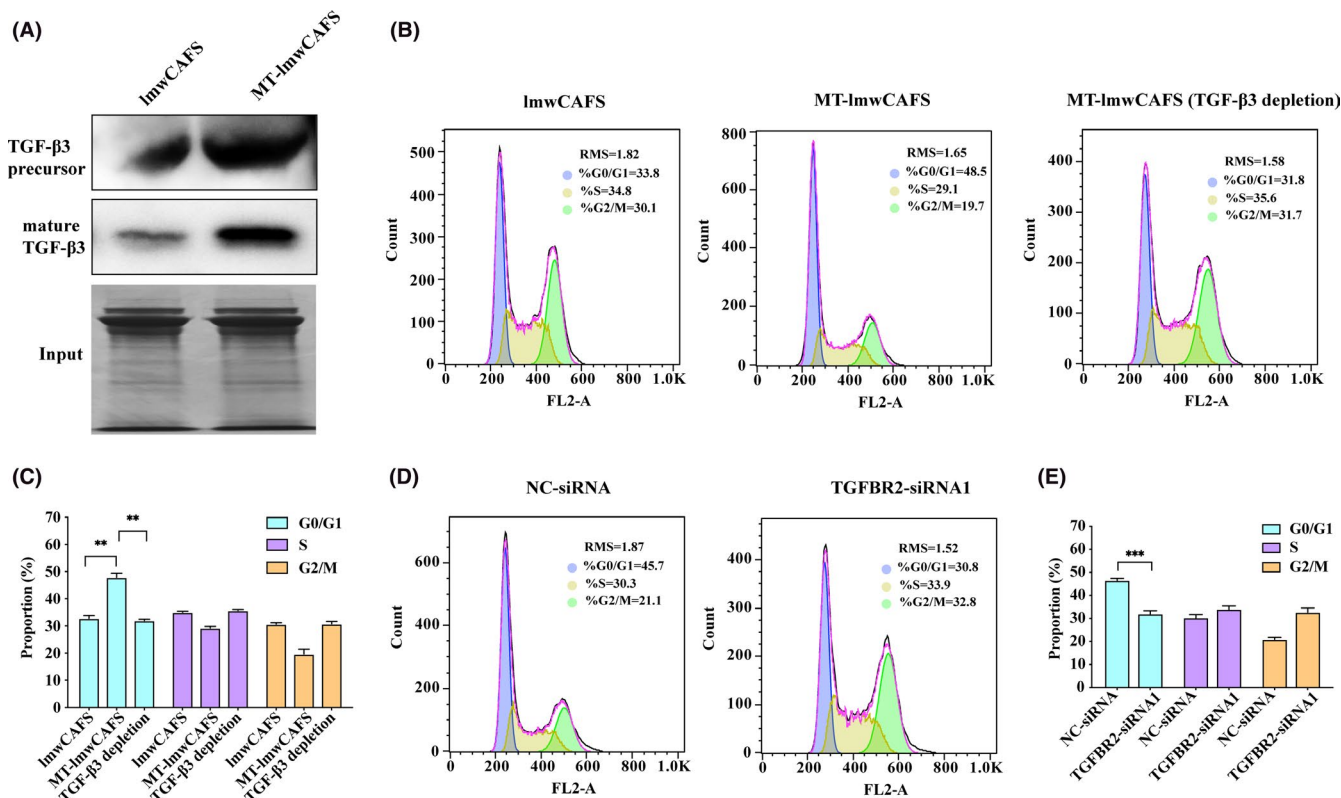 (A)
lmwCAFS
MT-lmwCAFS
TGF-β3
precursor
mature
TGF-β3
Input
(B)
lmwCAFS
500
400
300
200
100
0
Count
RMS=1.82
%G0/G1=33.8
%S=34.8
%G2/M=30.1
0 200 400 600 800 1.0K
FL2-A
MT-lmwCAFS
800
600
400
200
0
Count
RMS=1.65
%G0/G1=48.5
%S=29.1
%G2/M=19.7
0 200 400 600 800 1.0K
FL2-A
MT-lmwCAFS (TGF-β3 depletion)
400
300
200
100
0
Count
RMS=1.58
%G0/G1=31.8
%S=35.6
%G2/M=31.7
0 200 400 600 800 1.0K
FL2-A
(C)
70
60
50
40
30
20
10
0
Proportion (%)
**
**
G0/G1
S
G2/M
lmwCAFS
MT-lmwCAFS
TGF-β3 depletion
lmwCAFS
MT-lmwCAFS
TGF-β3 depletion
lmwCAFS
MT-lmwCAFS
TGF-β3 depletion
(D)
NC-siRNA
600
400
200
0
Count
RMS=1.87
%G0/G1=45.7
%S=30.3
%G2/M=21.1
0 200 400 600 800 1.0K
FL2-A
TGFBR2-siRNA1
400
300
200
100
0
Count
RMS=1.52
%G0/G1=30.8
%S=33.9
%G2/M=32.8
0 200 400 600 800 1.0K
FL2-A
(E)
70
60
50
40
30
20
10
0
Proportion (%)
***
G0/G1
S
G2/M
NC-siRNA
TGFBR2-siRNA1
NC-siRNA
TGFBR2-siRNA1
NC-siRNA
TGFBR2-siRNA1